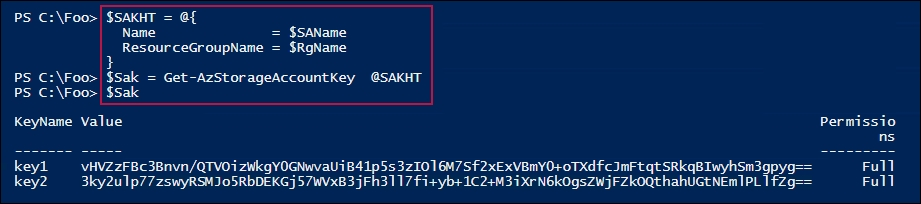 PS C:\Foo> $SAKHT = @{
Name = $SAName
ResourceGroupName = $RgName
}
PS C:\Foo> $Sak = Get-AzStorageAccountKey @SAKHT
PS C:\Foo> $Sak
KeyName Value Permissio
ns
------- ----- ---------
key1 vHVZzFBc3Bnvn/QTVOizWkgYOGNwvaUiB41p5s3zIOl6M7Sf2xExVBmYO+oTXdfcJmFtqtSRkqBIwyhSm3gpyg== Full
key2 3ky2ulp77zswyRSMJo5RbDEKGj57WVxB3jFh3ll7fi+yb+1C2+M3iXrN6kOgsZWjFZkOQthahUGtNEmlPLlfZg== Full